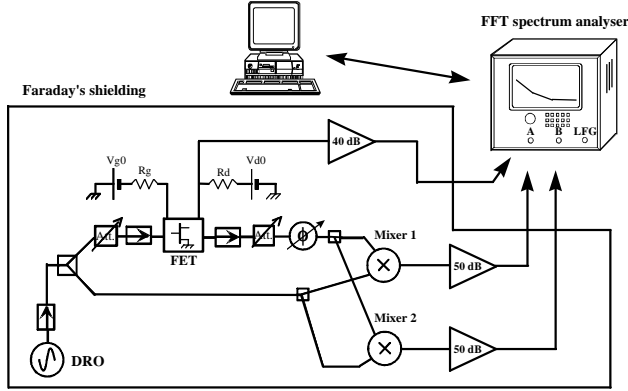 FFT spectrum analyser
Faraday's shielding
A B LFG
40 dB
Vg0
Rg
Rd
Vd0
Att.
Att.
ϕ
Mixer 1
FET
50 dB
Mixer 2
50 dB
DRO